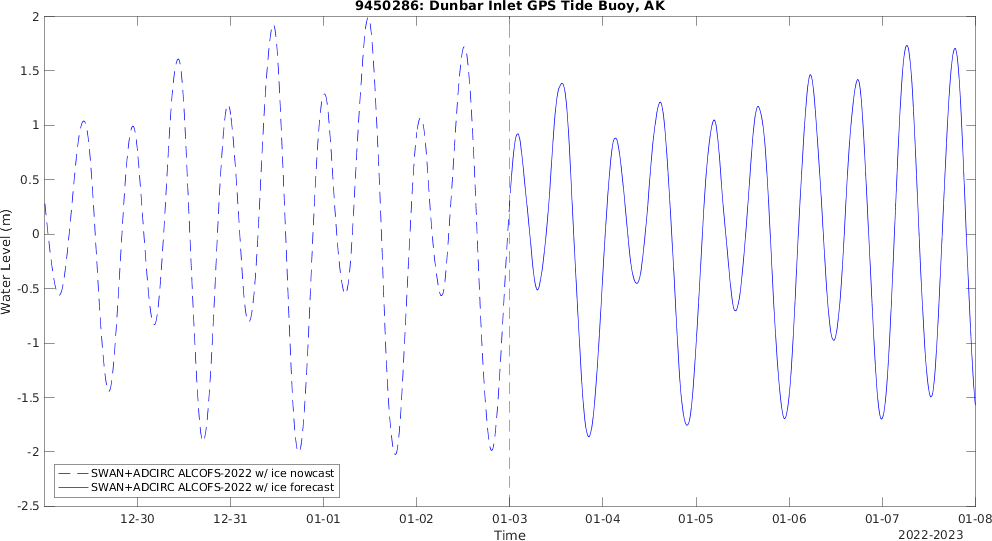 9450286: Dunbar Inlet GPS Tide Buoy, AK
2
1.5
1
0.5
0
-0.5
-1
-1.5
-2
-2.5
Water Level (m)
SWAN+ADCIRC ALCOFS-2022 w/ ice nowcast
SWAN+ADCIRC ALCOFS-2022 w/ ice forecast
12-30 12-31 01-01 01-02 01-03 01-04 01-05 01-06 01-07 01-08
Time
2022-2023